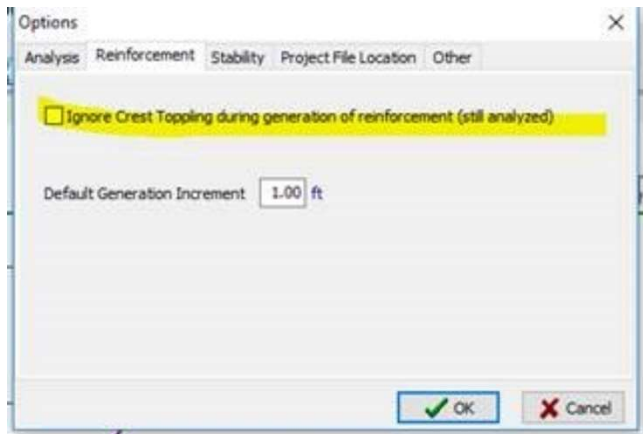 Options
Analysis Reinforcement Stability Project File Location Other
Ignore Crest Toppling during generation of reinforcement (still analyzed)
Default Generation Increment 1.00 ft
OK Cancel